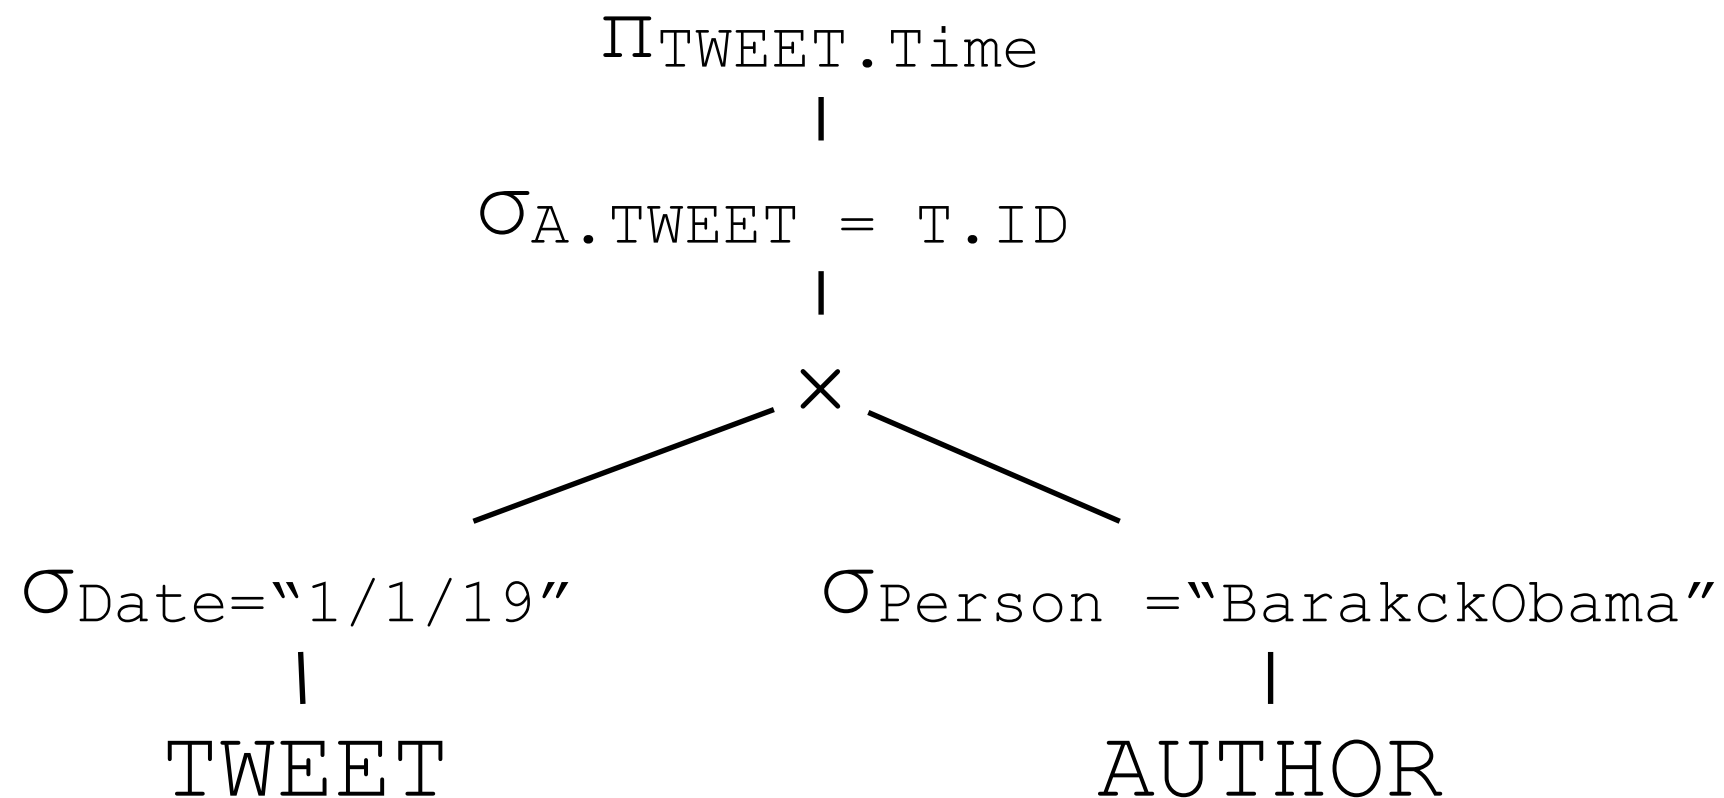 ΠTWEET.Time
σA.TWEET = T.ID
×
σDate=“1/1/19” σPerson =“BarakckObama”
TWEET AUTHOR